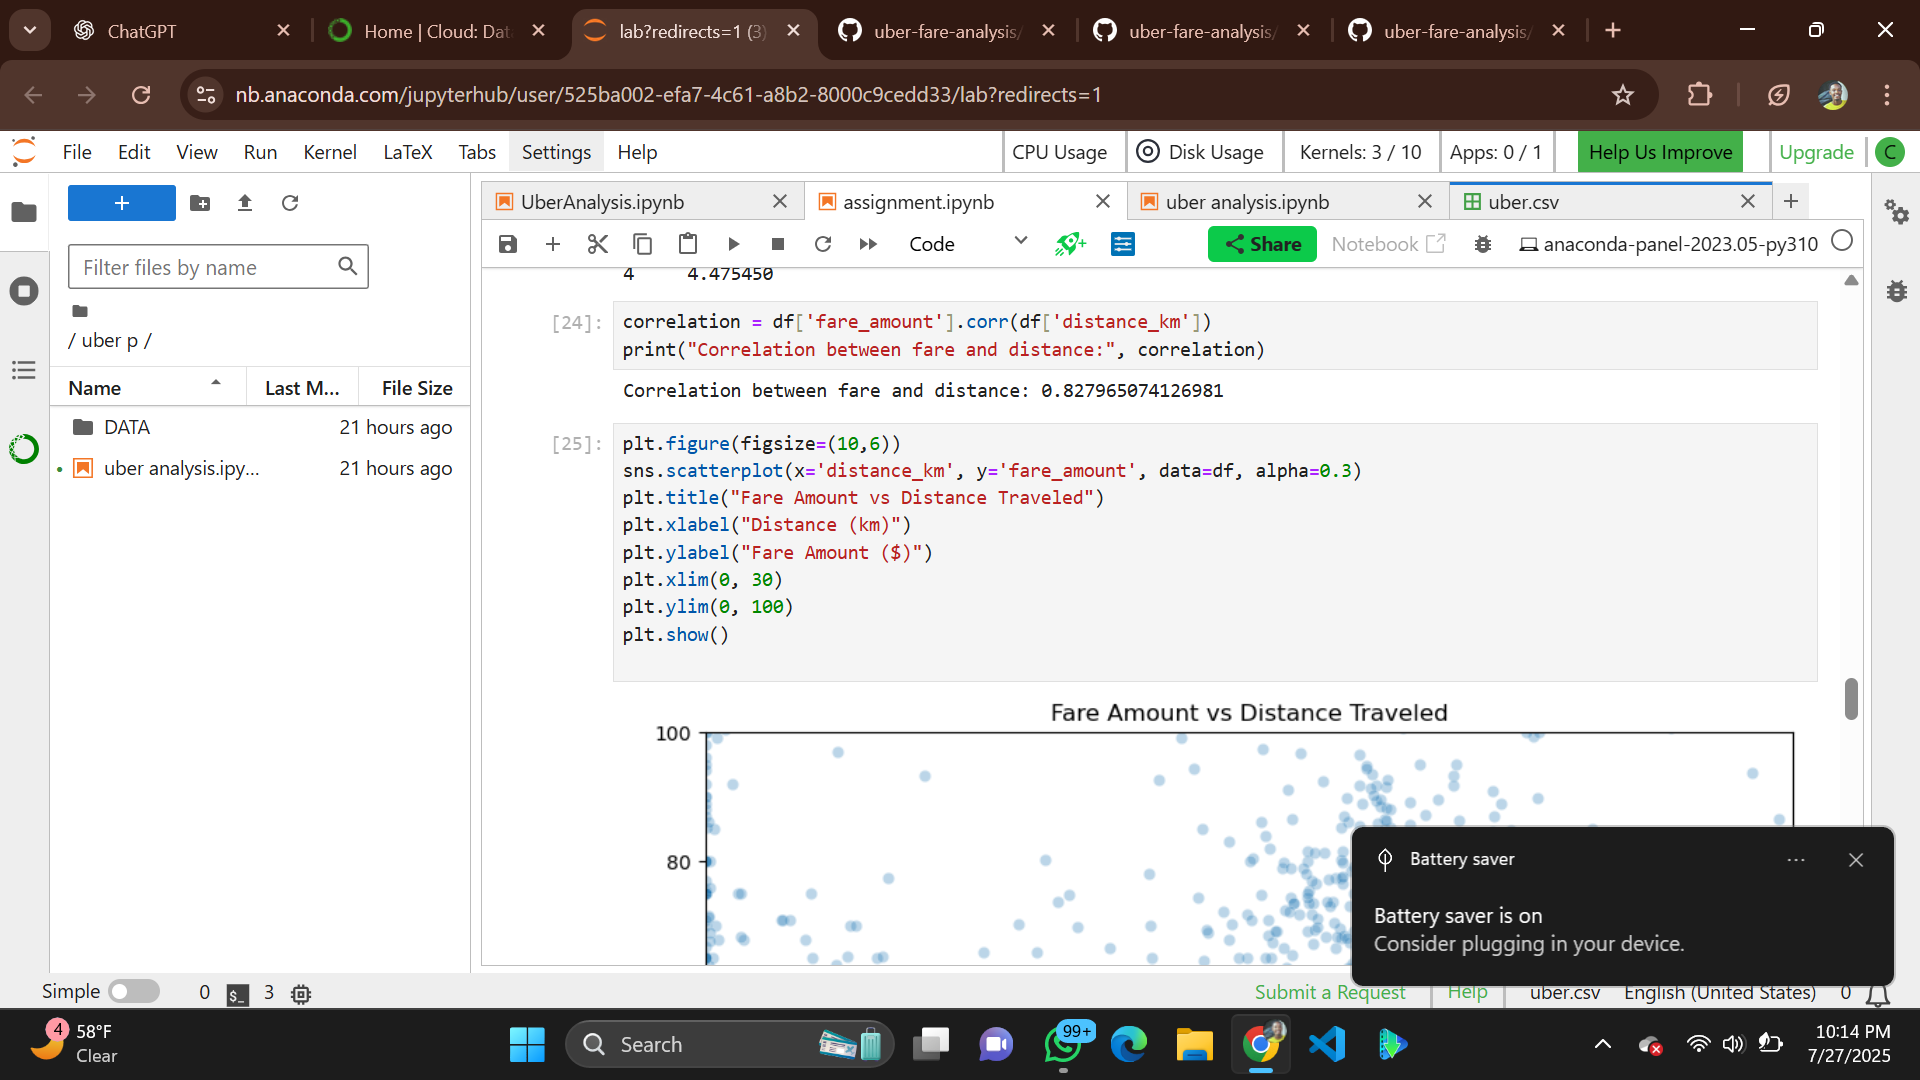 ChatGPT
Home | Cloud: Dat
lab?redirects=1 (3)
uber-fare-analysis/
uber-fare-analysis/
uber-fare-analysis/
nb.anaconda.com/jupyterhub/user/525ba002-efa7-4c61-a8b2-8000c9cedd33/lab?redirects=1
File Edit View Run Kernel LaTeX Tabs Settings Help
CPU Usage
Disk Usage
Kernels: 3 / 10
Apps: 0 / 1
Help Us Improve
Upgrade
C
UberAnalysis.ipynb
assignment.ipynb
uber analysis.ipynb
uber.csv
Code
Share
Notebook
anaconda-panel-2023.05-py310
Filter files by name
/ uber p /
Name Last M... File Size
DATA 21 hours ago
uber analysis.ipy... 21 hours ago
4 4.475450
[24]: correlation = df['fare_amount'].corr(df['distance_km'])
print("Correlation between fare and distance:", correlation)
Correlation between fare and distance: 0.827965074126981
[25]: plt.figure(figsize=(10,6))
sns.scatterplot(x='distance_km', y='fare_amount', data=df, alpha=0.3)
plt.title("Fare Amount vs Distance Traveled")
plt.xlabel("Distance (km)")
plt.ylabel("Fare Amount ($)")
plt.xlim(0, 30)
plt.ylim(0, 100)
plt.show()
Fare Amount vs Distance Traveled
100
80
Battery saver
Battery saver is on
Consider plugging in your device.
Simple 0 $_ 3
Submit a Request
Help
uber.csv
English (United States)
0
4
58°F
Clear
Search
99+
10:14 PM
7/27/2025